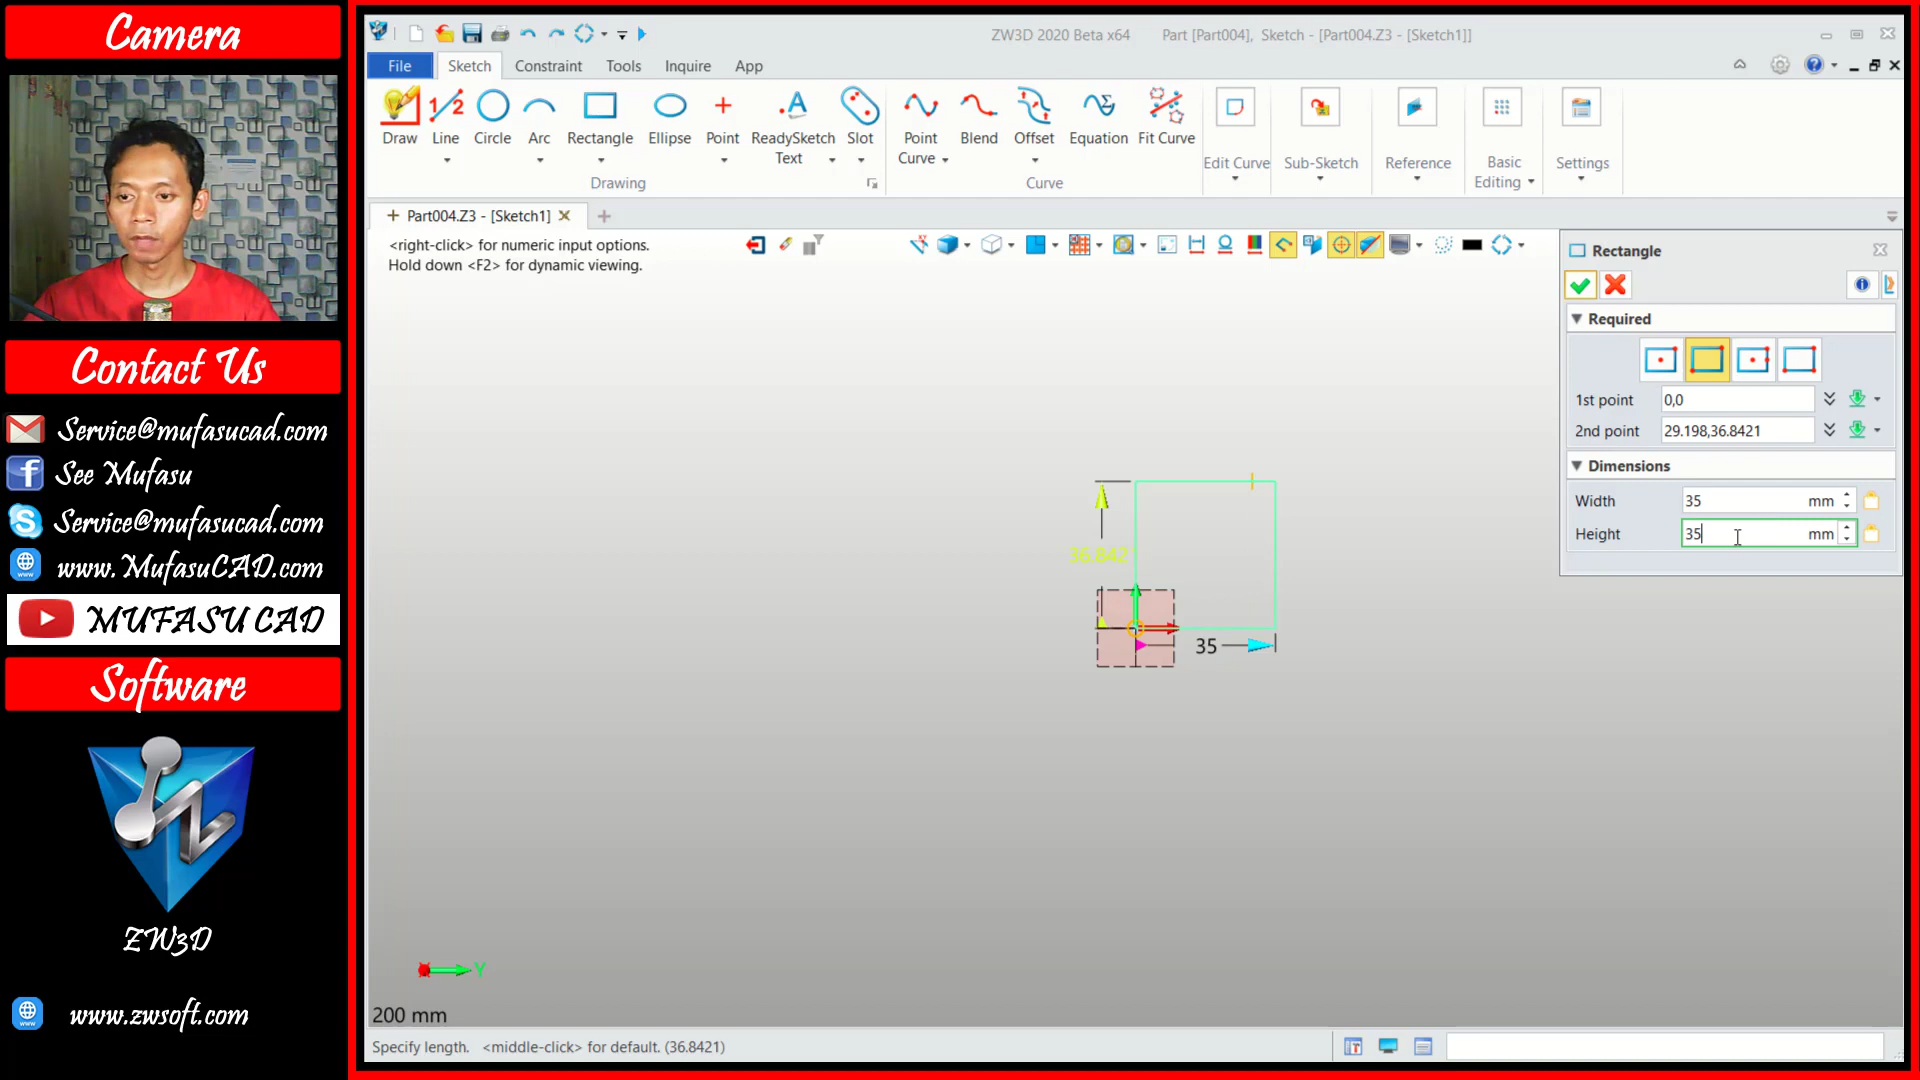 Camera
Contact Us
Service@mufasucad.com
See Mufasu
Service@mufasucad.com
www.MufasuCAD.com
MUFASU CAD
Software
ZW3D
www.zwsoft.com
ZW3D 2020 Beta x64 Part [Part004], Sketch - [Part004.Z3 - [Sketch1]]
File Sketch Constraint Tools Inquire App
Draw Line Circle Arc Rectangle Ellipse Point ReadySketch Text Slot
Point Curve Blend Offset Equation Fit Curve
Edit Curve Sub-Sketch Reference Basic Editing Settings
Drawing Curve
Part004.Z3 - [Sketch1]
<right-click> for numeric input options.
Hold down <F2> for dynamic viewing.
36.842
35
Y
200 mm
Rectangle
Required
1st point 0,0
2nd point 29.198,36.8421
Dimensions
Width 35 mm
Height 35 mm
Specify length. <middle-click> for default. (36.8421)